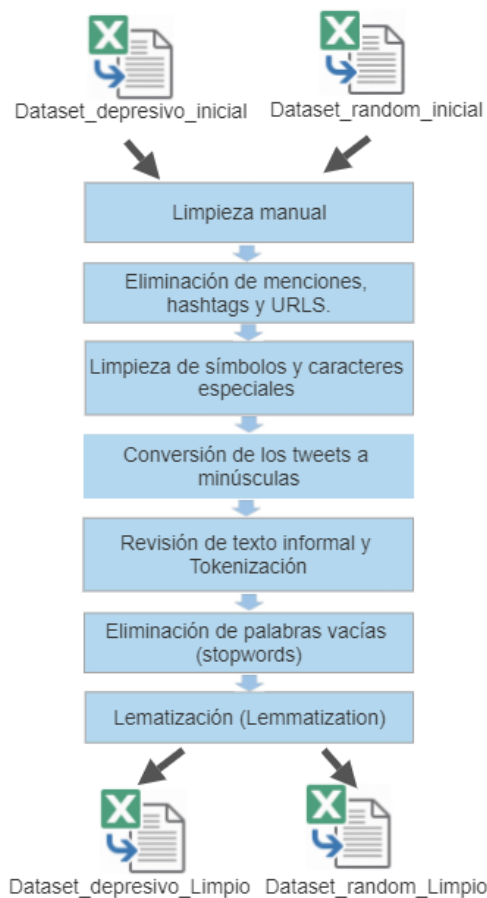 Dataset_depresivo_inicial
Dataset_random_inicial
Limpieza manual
Eliminación de menciones,
hashtags y URLS.
Limpieza de símbolos y caracteres
especiales
Conversión de los tweets a
minúsculas
Revisión de texto informal y
Tokenización
Eliminación de palabras vacías
(stopwords)
Lematización (Lemmatization)
Dataset_depresivo_Limpio
Dataset_random_Limpio